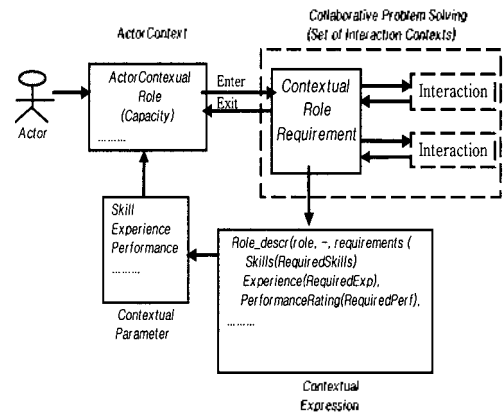 Collaborative Problem Solving
(Set of Interaction Contexts)
ActorContext
ActorContexual
Role
(Capacity)
.........
Enter
Exit
Contextual
Role
Requirement
Interaction
Interaction
Actor
Skill
Experience
Performance
.........
Contextual
Parameter
Role_descr(role, -, requirements (
Skills(RequiredSkills)
Experience(RequiredExp),
PerformanceRating(RequiredPerf),
.........
Contextual
Expression